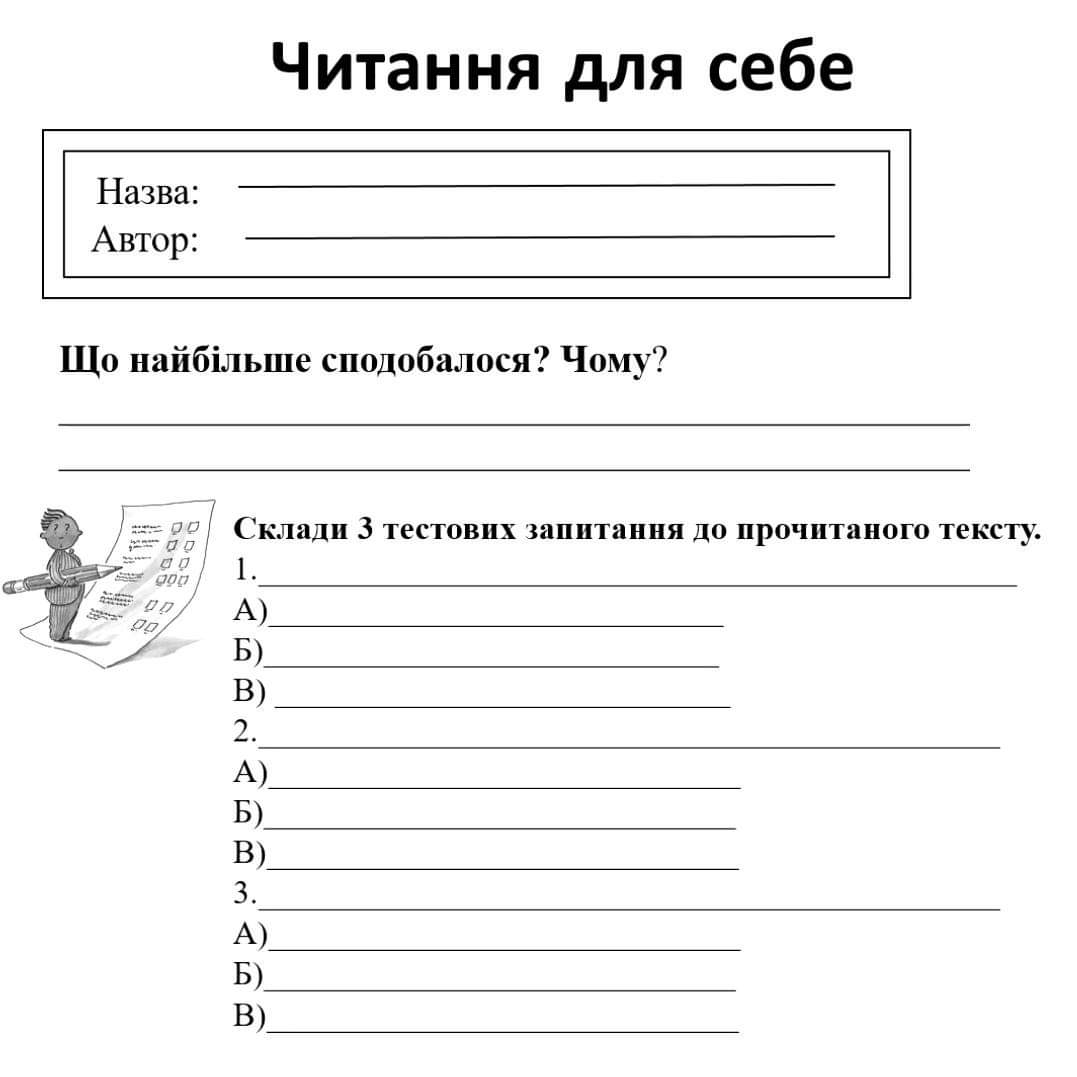 Читання для себе
Назва:
Автор:
Що найбільше сподобалося? Чому?
Склади 3 тестових запитання до прочитаного тексту.
1.
А)
Б)
В)
2.
А)
Б)
В)
3.
А)
Б)
В)